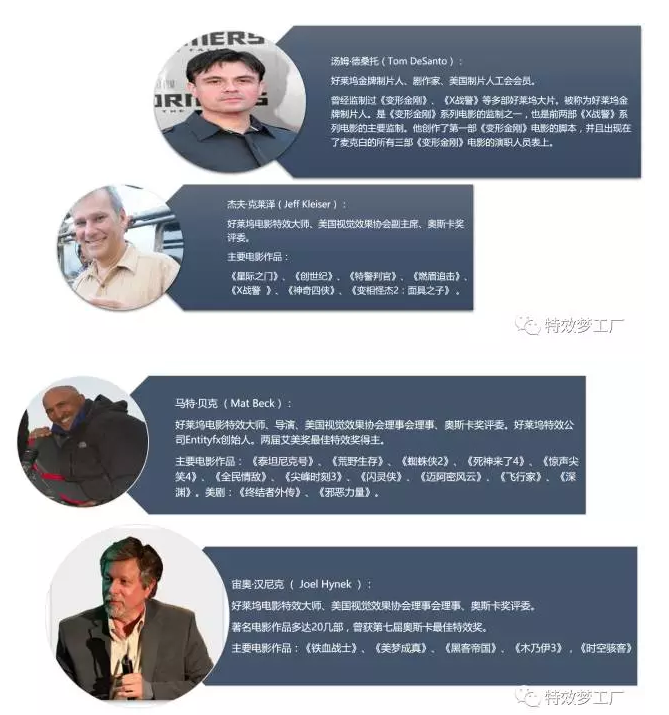 汤姆·德桑托（Tom DeSanto）：
好莱坞金牌制片人、剧作家、美国制片人工会会员。
曾经监制过《变形金刚》、《X战警》等多部好莱坞大片。被称为好莱坞金
牌制片人。是《变形金刚》系列电影的监制之一，也是前两部《X战警》系
列电影的主要监制。他创作了第一部《变形金刚》电影的脚本，并且出现在
了麦克白的所有三部《变形金刚》电影的演职人员表上。
杰夫·克莱泽（Jeff Kleiser）：
好莱坞电影特效大师、美国视觉效果协会副主席、奥斯卡奖
评委。
主要电影作品：
《星际之门》、《创世纪》、《特警判官》、《燃眉追击》、
《X战警 》、《神奇四侠》、《变相怪杰2：面具之子》 。
特效梦工厂
马特·贝克 （Mat Beck）：
好莱坞电影特效大师、导演、美国视觉效果协会理事会理事、奥斯卡奖评委。好莱坞特效公
司Entityfx创始人。两届艾美奖最佳特效奖得主。
主要电影作品： 《泰坦尼克号》、《荒野生存》、《蜘蛛侠2》、《死神来了4》、《惊声尖
笑4》、《全民情敌》、《尖峰时刻3》、《闪灵侠》、《迈阿密风云》、《飞行家》、《深
渊》。美剧：《终结者外传》、《邪恶力量》。
宙奥·汉尼克 （ Joel Hynek ）：
好莱坞电影特效大师、美国视觉效果协会理事会理事、奥斯卡奖评委。
著名电影作品多达20几部，曾获第七届奥斯卡最佳特效奖。
主要电影作品：《铁血战士》、《美梦成真》、《黑客帝国》、《木乃伊3》，《时空骇客》
特效梦工厂